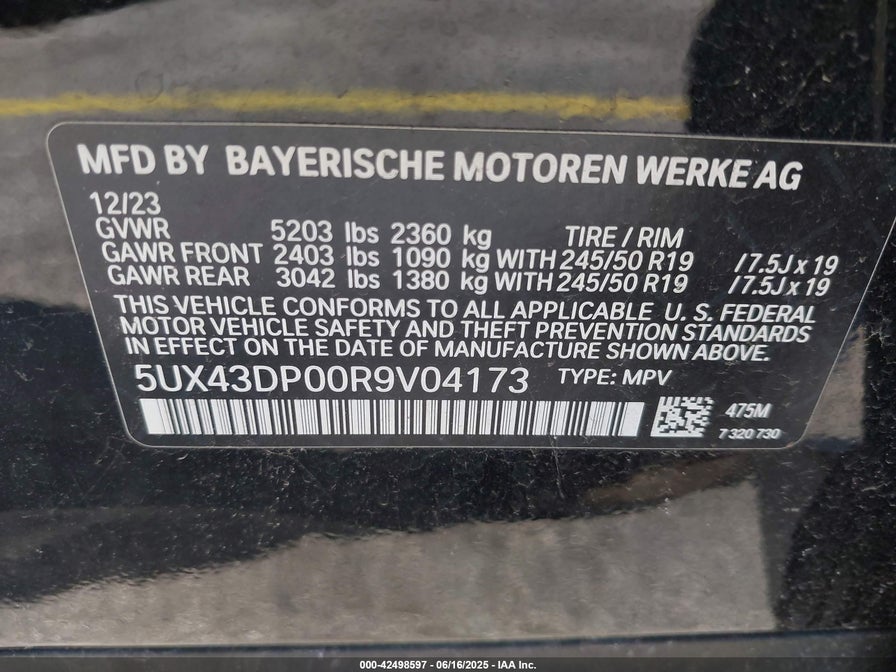 MFD BY BAYERISCHE MOTOREN WERKE AG
12/23
GVWR 5203 lbs 2360 kg TIRE / RIM
GAWR FRONT 2403 lbs 1090 kg WITH 245/50 R19 / 7.5J x 19
GAWR REAR 3042 lbs 1380 kg WITH 245/50 R19 / 7.5J x 19
THIS VEHICLE CONFORMS TO ALL APPLICABLE U. S. FEDERAL
MOTOR VEHICLE SAFETY AND THEFT PREVENTION STANDARDS
IN EFFECT ON THE DATE OF MANUFACTURE SHOWN ABOVE.
5UX43DP00R9V04173 TYPE: MPV
475M
7 320 730
000-42498597 - 06/16/2025 - IAA Inc.